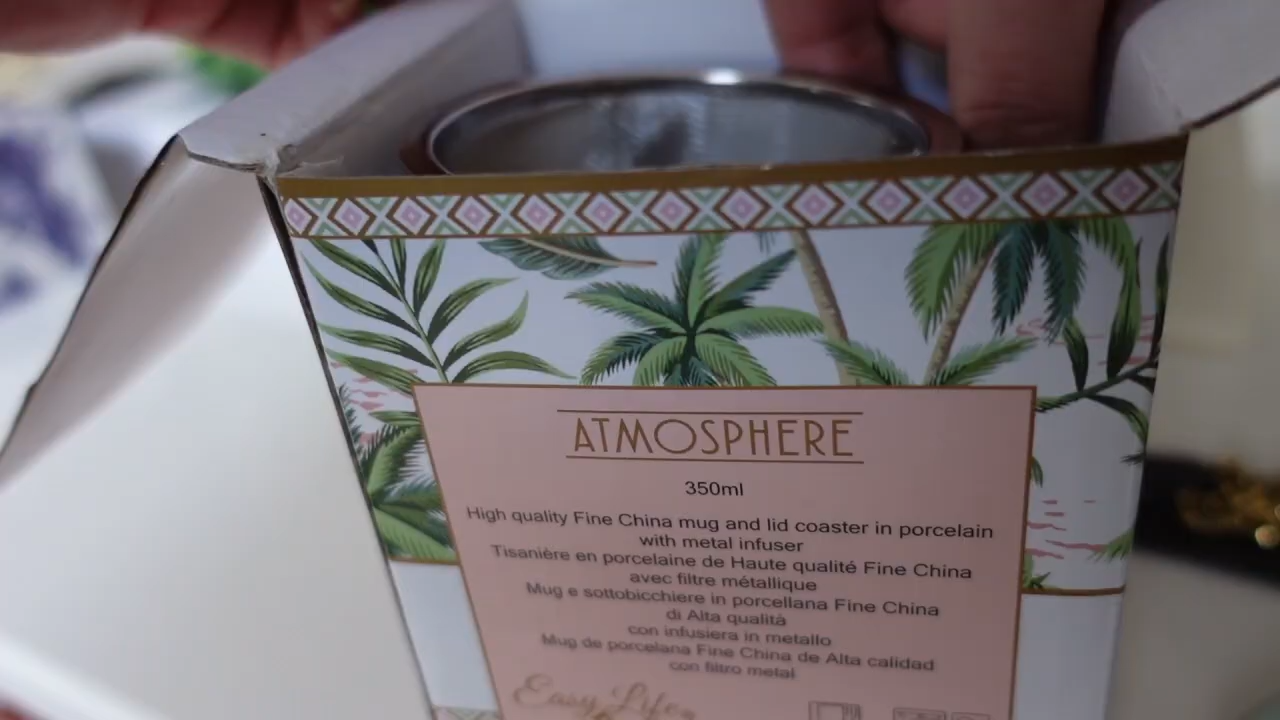 ATMOSPHERE
350ml
High quality Fine China mug and lid coaster in porcelain
with metal infuser
Tisanière en porcelaine de Haute qualité Fine China
avec filtre métallique
Mug e sottobicchiere in porcellana Fine China
di Alta qualità
con infusiera in metallo
Mug de porcelana Fine China de Alta calidad
con filtro metal
Easy Life